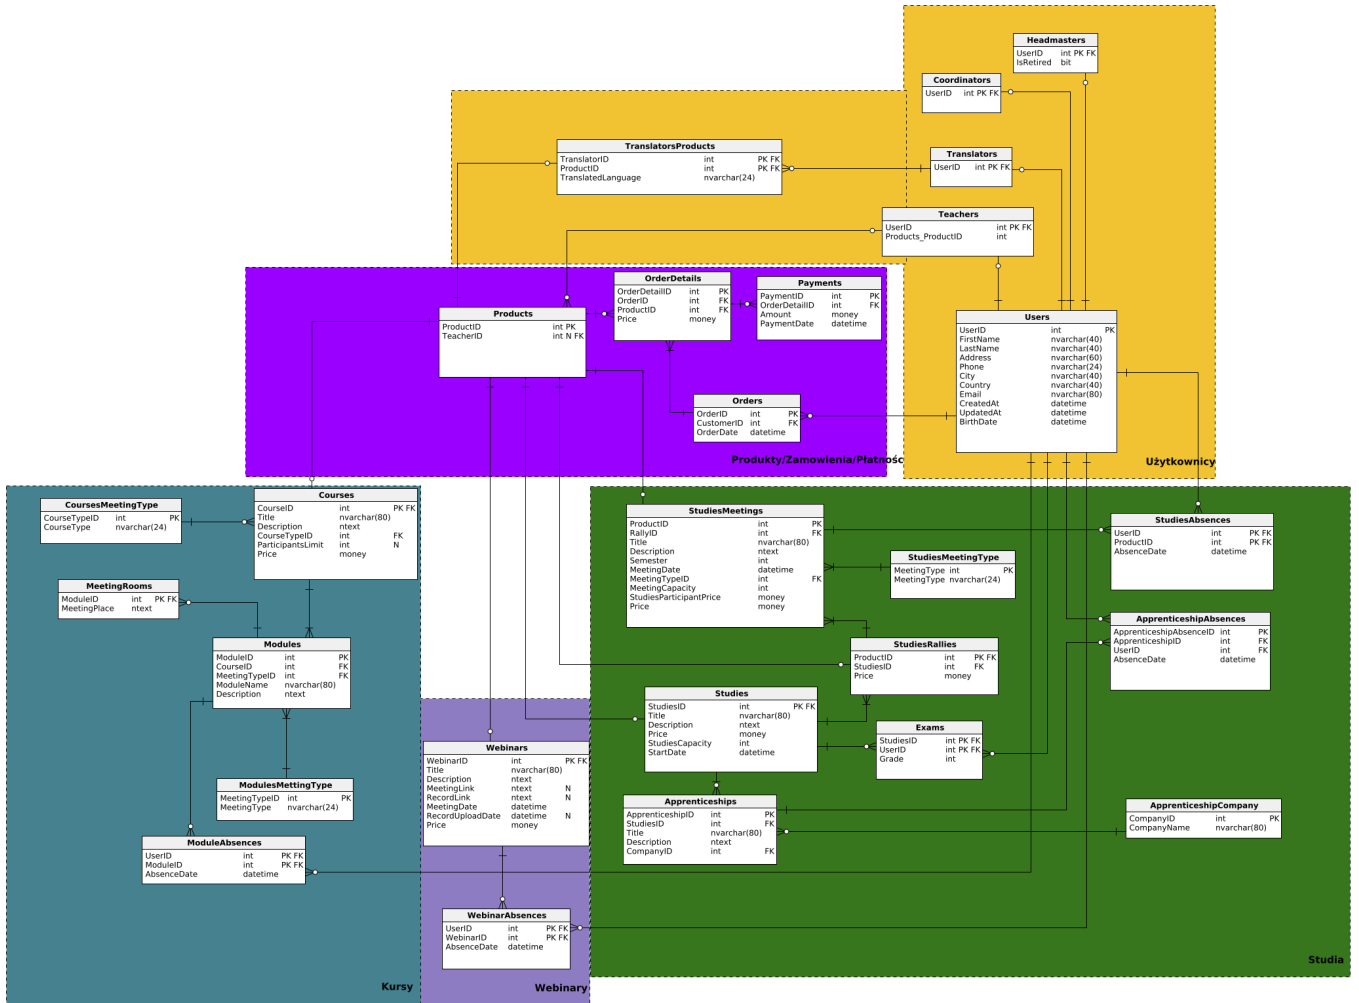 Headmasters
UserID int PK FK
IsRetired bit
Coordinators
UserID int PK FK
TranslatorsProducts
TranslatorID int PK FK
ProductID int PK FK
TranslatedLanguage nvarchar(24)
Translators
UserID int PK FK
Teachers
UserID int PK FK
Products_ProductID int
OrderDetails
OrderDetailID int PK
OrderID int FK
ProductID int FK
Price money
Payments
PaymentID int PK
OrderDetailID int FK
Amount money
PaymentDate datetime
Products
ProductID int PK
TeacherID int N FK
Users
UserID int PK
FirstName nvarchar(40)
LastName nvarchar(40)
Address nvarchar(60)
Phone nvarchar(24)
City nvarchar(40)
Country nvarchar(40)
Email nvarchar(80)
CreatedAt datetime
UpdatedAt datetime
BirthDate datetime
Orders
OrderID int PK
CustomerID int FK
OrderDate datetime
Produkty/Zamowienia/Płatnośc
Użytkownicy
CoursesMeetingType
CourseTypeID int PK
CourseType nvarchar(24)
Courses
CourseID int PK FK
Title nvarchar(80)
Description ntext
CourseTypeID int FK
ParticipantsLimit int N
Price money
MeetingRooms
ModuleID int PK FK
MeetingPlace ntext
Modules
ModuleID int PK
CourseID int FK
MeetingTypeID int FK
ModuleName nvarchar(80)
Description ntext
ModulesMettingType
MeetingTypeID int PK
MeetingType nvarchar(24)
ModuleAbsences
UserID int PK FK
ModuleID int PK FK
AbsenceDate datetime
Kursy
Webinars
WebinarID int PK FK
Title nvarchar(80)
Description ntext
MeetingLink ntext N
RecordLink ntext N
MeetingDate datetime
RecordUploadDate datetime N
Price money
WebinarAbsences
UserID int PK FK
WebinarID int PK FK
AbsenceDate datetime
Webinary
StudiesMeetings
ProductID int PK
RallyID int FK
Title nvarchar(80)
Description ntext
Semester int
MeetingDate datetime
MeetingTypeID int FK
MeetingCapacity int
StudiesParticipantPrice money
Price money
StudiesAbsences
UserID int PK FK
ProductID int PK FK
AbsenceDate datetime
StudiesMeetingType
MeetingType int PK
MeetingType nvarchar(24)
ApprenticeshipAbsences
ApprenticeshipAbsenceID int PK
ApprenticeshipID int FK
UserID int FK
AbsenceDate datetime
StudiesRallies
ProductID int PK FK
StudiesID int FK
Price money
Studies
StudiesID int PK FK
Title nvarchar(80)
Description ntext
Price money
StudiesCapacity int
StartDate datetime
Exams
StudiesID int PK FK
UserID int PK FK
Grade int
Apprenticeships
ApprenticeshipID int PK
StudiesID int FK
Title nvarchar(80)
Description ntext
CompanyID int FK
ApprenticeshipCompany
CompanyID int PK
CompanyName nvarchar(80)
Studia